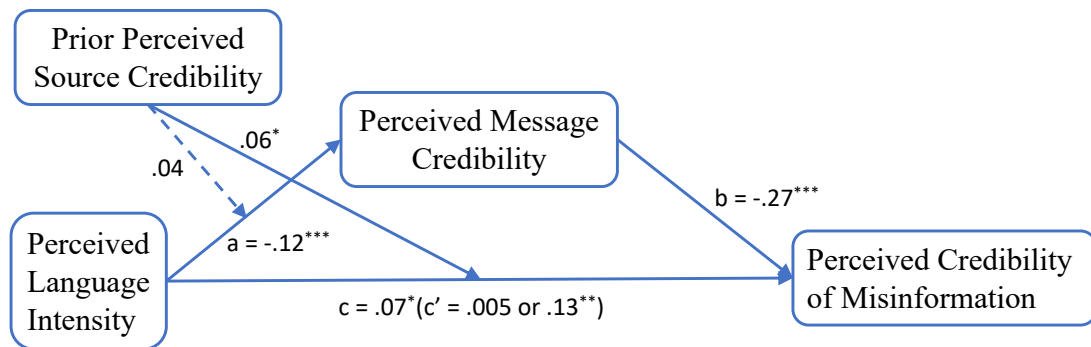 Prior Perceived
Source Credibility
.06*
.04
Perceived Message
Credibility
a = -.12***
b = -.27***
Perceived
Language
Intensity
c = .07*(c’ = .005 or .13**)
Perceived Credibility
of Misinformation